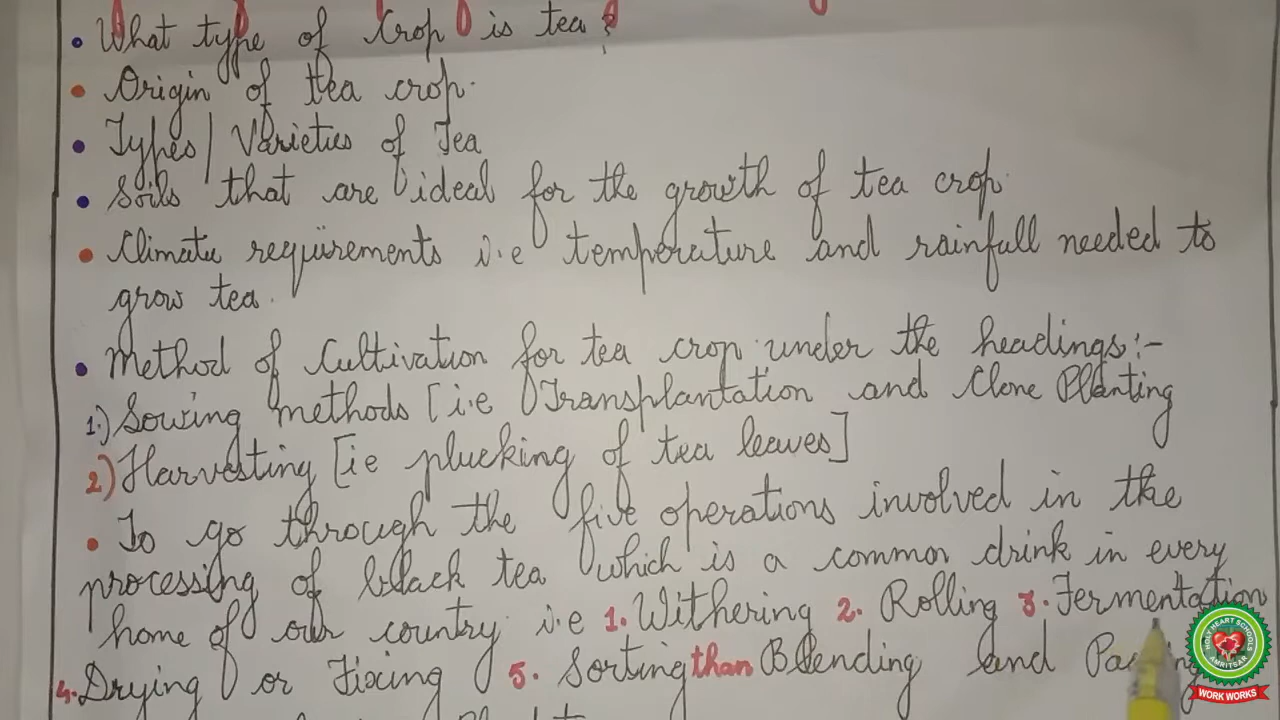 • What type of crop is tea?
• Origin of tea crop.
• Types/Varieties of Tea
• Soils that are ideal for the growth of tea crop.
• Climate requirements i.e temperature and rainfall needed to
grow tea.
• Method of Cultivation for tea crop under the headings:-
1.) Sowing methods [i.e Transplantation and Clone Planting
2) Harvesting [ie plucking of tea leaves]
• To go through the five operations involved in the
processing of black tea which is a common drink in every
home of our country i.e 1. Withering 2. Rolling 3. Fermentation
4. Drying or Fixing 5. Sorting than Blending and
HOLY HEART SCHOOLS
AMRITSAR
WORK WORKS